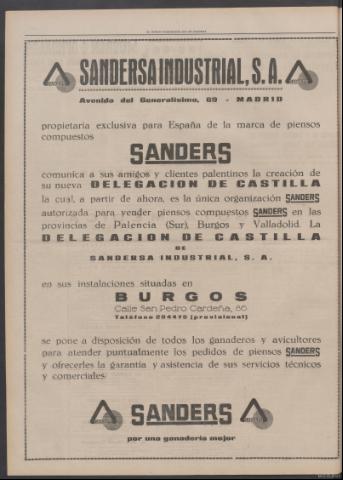 SANDERSA INDUSTRIAL, S. A.
Avenida del Generalísimo, 69 - MADRID
propietaria exclusiva para España de la marca de piensos
compuestos
SANDERS
comunica a sus amigos y clientes palentinos la creación de
su nueva DELEGACION DE CASTILLA
la cual, a partir de ahora, es la única organización SANDERS
autorizada para vender piensos compuestos SANDERS en las
provincias de Palencia (Sur), Burgos y Valladolid. La
DELEGACION DE CASTILLA
DE
SANDERSA INDUSTRIAL, S. A.
en sus instalaciones situadas en
BURGOS
Calle San Pedro Cardeña, 86
Teléfono 204476 (provisional)
se pone a disposición de todos los ganaderos y avicultores
para atender puntualmente los pedidos de piensos SANDERS
y ofrecerles la garantía y asistencia de sus servicios técnicos
y comerciales
SANDERS
por una ganadería mejor